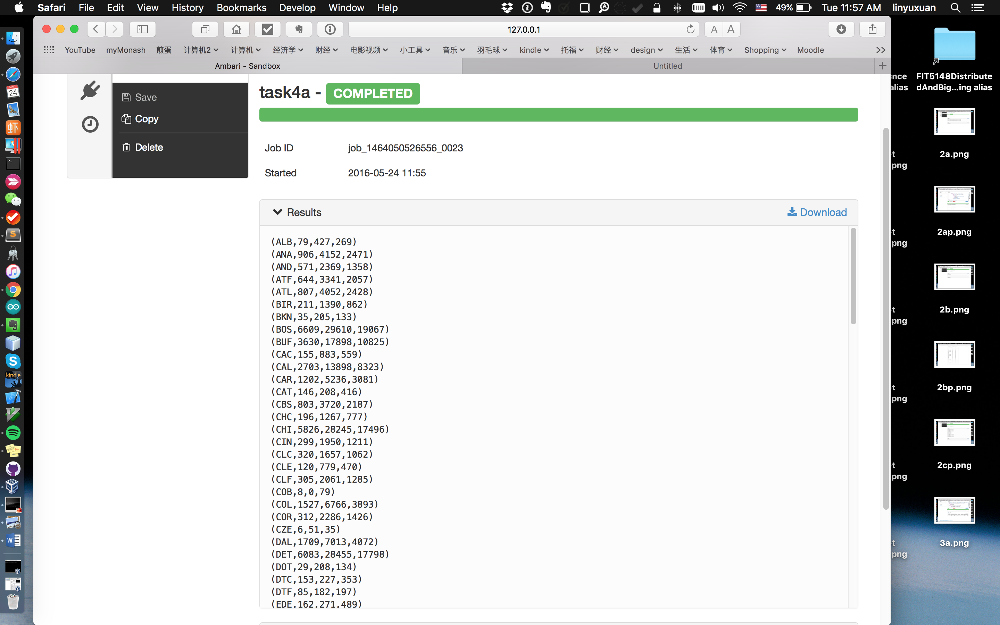 Safari File Edit View History Bookmarks Develop Window Help 49% Tue 11:57 AM linyuxuan
127.0.0.1 A A
YouTube myMonash 煎蛋 计算机2 计算机 经济学 财经 电影视频 小工具 音乐 羽毛球 kindle 托福 财经 design 生活 体育 Shopping Moodle
Ambari - Sandbox Untitled
task4a - COMPLETED
Save
Copy
Delete
Job ID job_1464050526556_0023
Started 2016-05-24 11:55
Results Download
(ALB,79,427,269)
(ANA,906,4152,2471)
(AND,571,2369,1358)
(ATF,644,3341,2057)
(ATL,807,4052,2428)
(BIR,211,1390,862)
(BKN,35,205,133)
(BOS,6609,29610,19067)
(BUF,3630,17898,10825)
(CAC,155,883,559)
(CAL,2703,13898,8323)
(CAR,1202,5236,3081)
(CAT,146,208,416)
(CBS,803,3720,2187)
(CHC,196,1267,777)
(CHI,5826,28245,17496)
(CIN,299,1950,1211)
(CLC,320,1657,1062)
(CLE,120,779,470)
(CLF,305,2061,1285)
(COB,8,0,79)
(COL,1527,6766,3893)
(COR,312,2286,1426)
(CZE,6,51,35)
(DAL,1709,7013,4072)
(DET,6083,28455,17798)
(DOT,29,208,134)
(DTC,153,227,353)
(DTF,85,182,197)
(EDE,162,271,489)
FIT5148Distribute
dAndBig...ing alias
nce
alias
2a.png
t
png
2ap.png
t
png
2b.png
t
png
2bp.png
t
png
2cp.png
t
png
3a.png
t
png
MAY
24
虾
S
S
kindle
W